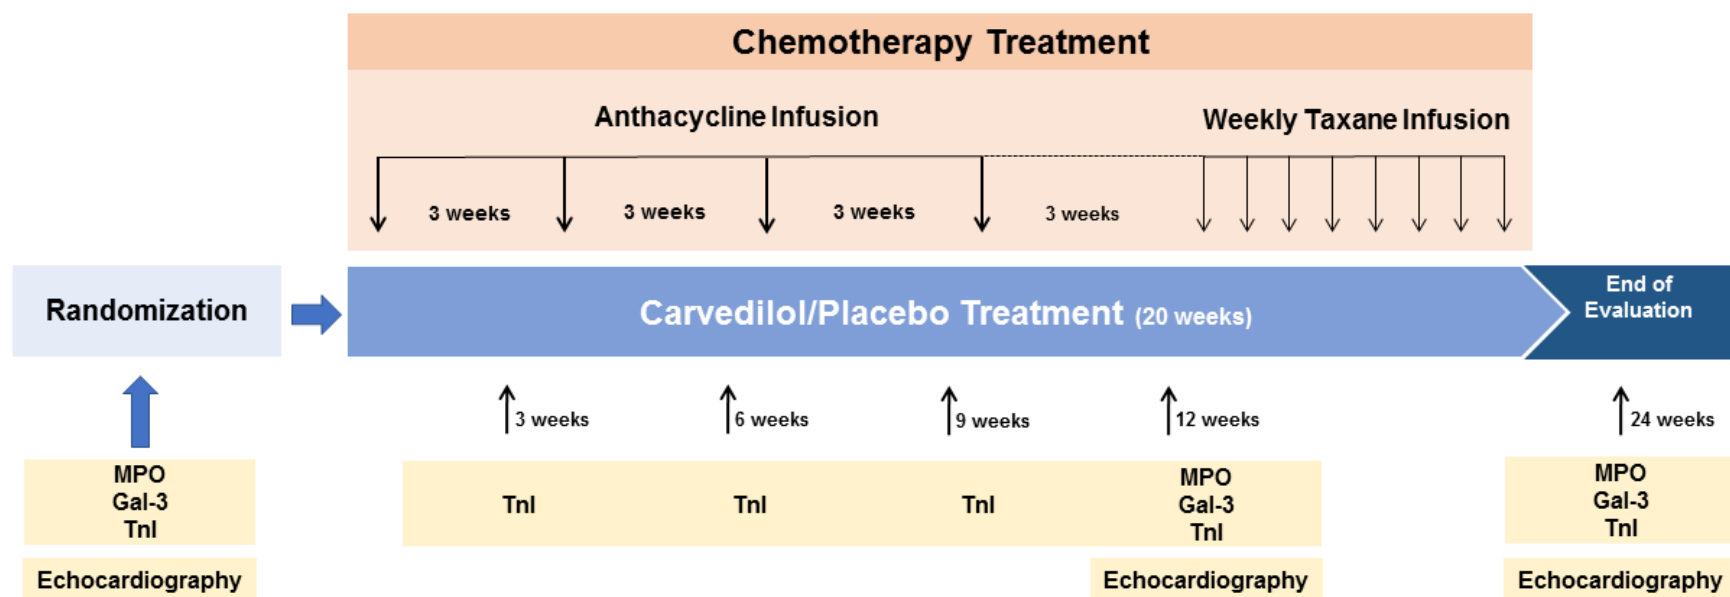 Chemotherapy Treatment
Anthacycline Infusion
Weekly Taxane Infusion
3 weeks
3 weeks
3 weeks
3 weeks
Randomization
Carvedilol/Placebo Treatment (20 weeks)
End of
Evaluation
3 weeks
6 weeks
9 weeks
12 weeks
24 weeks
MPO
Gal-3
TnI
TnI
TnI
TnI
MPO
Gal-3
TnI
MPO
Gal-3
TnI
Echocardiography
Echocardiography
Echocardiography